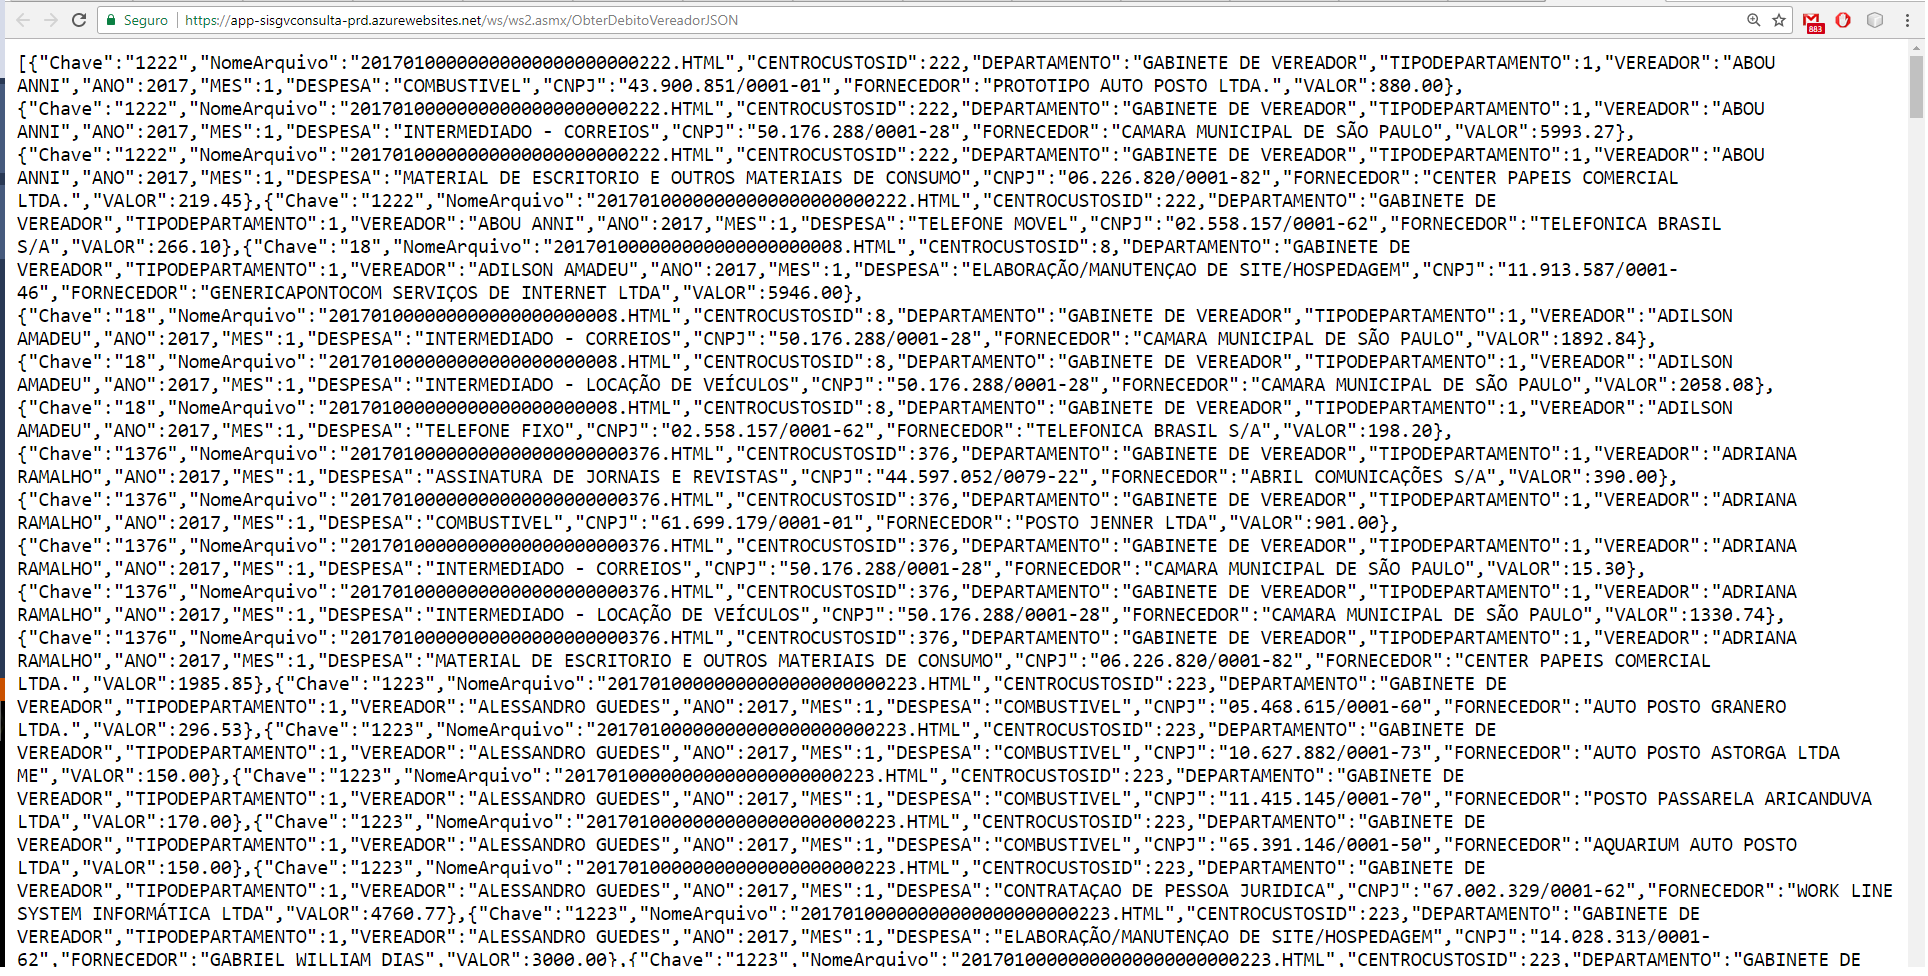 Seguro
https://app-sisgvconsulta-prd.azurewebsites.net/ws/ws2.asmx/ObterDebitoVereadorJSON
883
[{"Chave":"1222","NomeArquivo":"20170100000000000000000000222.HTML","CENTROCUSTOSID":222,"DEPARTAMENTO":"GABINETE DE VEREADOR","TIPODEPARTAMENTO":1,"VEREADOR":"ABOU
ANNI","ANO":2017,"MES":1,"DESPESA":"COMBUSTIVEL","CNPJ":"43.900.851/0001-01","FORNECEDOR":"PROTOTIPO AUTO POSTO LTDA.","VALOR":880.00},
{"Chave":"1222","NomeArquivo":"20170100000000000000000000222.HTML","CENTROCUSTOSID":222,"DEPARTAMENTO":"GABINETE DE VEREADOR","TIPODEPARTAMENTO":1,"VEREADOR":"ABOU
ANNI","ANO":2017,"MES":1,"DESPESA":"INTERMEDIADO - CORREIOS","CNPJ":"50.176.288/0001-28","FORNECEDOR":"CAMARA MUNICIPAL DE SÃO PAULO","VALOR":5993.27},
{"Chave":"1222","NomeArquivo":"20170100000000000000000000222.HTML","CENTROCUSTOSID":222,"DEPARTAMENTO":"GABINETE DE VEREADOR","TIPODEPARTAMENTO":1,"VEREADOR":"ABOU
ANNI","ANO":2017,"MES":1,"DESPESA":"MATERIAL DE ESCRITORIO E OUTROS MATERIAIS DE CONSUMO","CNPJ":"06.226.820/0001-82","FORNECEDOR":"CENTER PAPEIS COMERCIAL
LTDA.","VALOR":219.45},{"Chave":"1222","NomeArquivo":"20170100000000000000000000222.HTML","CENTROCUSTOSID":222,"DEPARTAMENTO":"GABINETE DE
VEREADOR","TIPODEPARTAMENTO":1,"VEREADOR":"ABOU ANNI","ANO":2017,"MES":1,"DESPESA":"TELEFONE MOVEL","CNPJ":"02.558.157/0001-62","FORNECEDOR":"TELEFONICA BRASIL
S/A","VALOR":266.10},{"Chave":"18","NomeArquivo":"2017010000000000000000000008.HTML","CENTROCUSTOSID":8,"DEPARTAMENTO":"GABINETE DE
VEREADOR","TIPODEPARTAMENTO":1,"VEREADOR":"ADILSON AMADEU","ANO":2017,"MES":1,"DESPESA":"ELABORAÇÃO/MANUTENÇAO DE SITE/HOSPEDAGEM","CNPJ":"11.913.587/0001-
46","FORNECEDOR":"GENERICAPONTOCOM SERVIÇOS DE INTERNET LTDA","VALOR":5946.00},
{"Chave":"18","NomeArquivo":"2017010000000000000000000008.HTML","CENTROCUSTOSID":8,"DEPARTAMENTO":"GABINETE DE VEREADOR","TIPODEPARTAMENTO":1,"VEREADOR":"ADILSON
AMADEU","ANO":2017,"MES":1,"DESPESA":"INTERMEDIADO - CORREIOS","CNPJ":"50.176.288/0001-28","FORNECEDOR":"CAMARA MUNICIPAL DE SÃO PAULO","VALOR":1892.84},
{"Chave":"18","NomeArquivo":"2017010000000000000000000008.HTML","CENTROCUSTOSID":8,"DEPARTAMENTO":"GABINETE DE VEREADOR","TIPODEPARTAMENTO":1,"VEREADOR":"ADILSON
AMADEU","ANO":2017,"MES":1,"DESPESA":"INTERMEDIADO - LOCAÇÃO DE VEÍCULOS","CNPJ":"50.176.288/0001-28","FORNECEDOR":"CAMARA MUNICIPAL DE SÃO PAULO","VALOR":2058.08},
{"Chave":"18","NomeArquivo":"2017010000000000000000000008.HTML","CENTROCUSTOSID":8,"DEPARTAMENTO":"GABINETE DE VEREADOR","TIPODEPARTAMENTO":1,"VEREADOR":"ADILSON
AMADEU","ANO":2017,"MES":1,"DESPESA":"TELEFONE FIXO","CNPJ":"02.558.157/0001-62","FORNECEDOR":"TELEFONICA BRASIL S/A","VALOR":198.20},
{"Chave":"1376","NomeArquivo":"20170100000000000000000000376.HTML","CENTROCUSTOSID":376,"DEPARTAMENTO":"GABINETE DE VEREADOR","TIPODEPARTAMENTO":1,"VEREADOR":"ADRIANA
RAMALHO","ANO":2017,"MES":1,"DESPESA":"ASSINATURA DE JORNAIS E REVISTAS","CNPJ":"44.597.052/0079-22","FORNECEDOR":"ABRIL COMUNICAÇÕES S/A","VALOR":390.00},
{"Chave":"1376","NomeArquivo":"20170100000000000000000000376.HTML","CENTROCUSTOSID":376,"DEPARTAMENTO":"GABINETE DE VEREADOR","TIPODEPARTAMENTO":1,"VEREADOR":"ADRIANA
RAMALHO","ANO":2017,"MES":1,"DESPESA":"COMBUSTIVEL","CNPJ":"61.699.179/0001-01","FORNECEDOR":"POSTO JENNER LTDA","VALOR":901.00},
{"Chave":"1376","NomeArquivo":"20170100000000000000000000376.HTML","CENTROCUSTOSID":376,"DEPARTAMENTO":"GABINETE DE VEREADOR","TIPODEPARTAMENTO":1,"VEREADOR":"ADRIANA
RAMALHO","ANO":2017,"MES":1,"DESPESA":"INTERMEDIADO - CORREIOS","CNPJ":"50.176.288/0001-28","FORNECEDOR":"CAMARA MUNICIPAL DE SÃO PAULO","VALOR":15.30},
{"Chave":"1376","NomeArquivo":"20170100000000000000000000376.HTML","CENTROCUSTOSID":376,"DEPARTAMENTO":"GABINETE DE VEREADOR","TIPODEPARTAMENTO":1,"VEREADOR":"ADRIANA
RAMALHO","ANO":2017,"MES":1,"DESPESA":"INTERMEDIADO - LOCAÇÃO DE VEÍCULOS","CNPJ":"50.176.288/0001-28","FORNECEDOR":"CAMARA MUNICIPAL DE SÃO PAULO","VALOR":1330.74},
{"Chave":"1376","NomeArquivo":"20170100000000000000000000376.HTML","CENTROCUSTOSID":376,"DEPARTAMENTO":"GABINETE DE VEREADOR","TIPODEPARTAMENTO":1,"VEREADOR":"ADRIANA
RAMALHO","ANO":2017,"MES":1,"DESPESA":"MATERIAL DE ESCRITORIO E OUTROS MATERIAIS DE CONSUMO","CNPJ":"06.226.820/0001-82","FORNECEDOR":"CENTER PAPEIS COMERCIAL
LTDA.","VALOR":1985.85},{"Chave":"1223","NomeArquivo":"20170100000000000000000000223.HTML","CENTROCUSTOSID":223,"DEPARTAMENTO":"GABINETE DE
VEREADOR","TIPODEPARTAMENTO":1,"VEREADOR":"ALESSANDRO GUEDES","ANO":2017,"MES":1,"DESPESA":"COMBUSTIVEL","CNPJ":"05.468.615/0001-60","FORNECEDOR":"AUTO POSTO GRANERO
LTDA.","VALOR":296.53},{"Chave":"1223","NomeArquivo":"20170100000000000000000000223.HTML","CENTROCUSTOSID":223,"DEPARTAMENTO":"GABINETE DE
VEREADOR","TIPODEPARTAMENTO":1,"VEREADOR":"ALESSANDRO GUEDES","ANO":2017,"MES":1,"DESPESA":"COMBUSTIVEL","CNPJ":"10.627.882/0001-73","FORNECEDOR":"AUTO POSTO ASTORGA LTDA
ME","VALOR":150.00},{"Chave":"1223","NomeArquivo":"20170100000000000000000000223.HTML","CENTROCUSTOSID":223,"DEPARTAMENTO":"GABINETE DE
VEREADOR","TIPODEPARTAMENTO":1,"VEREADOR":"ALESSANDRO GUEDES","ANO":2017,"MES":1,"DESPESA":"COMBUSTIVEL","CNPJ":"11.415.145/0001-70","FORNECEDOR":"POSTO PASSARELA ARICANDUVA
LTDA","VALOR":170.00},{"Chave":"1223","NomeArquivo":"20170100000000000000000000223.HTML","CENTROCUSTOSID":223,"DEPARTAMENTO":"GABINETE DE
VEREADOR","TIPODEPARTAMENTO":1,"VEREADOR":"ALESSANDRO GUEDES","ANO":2017,"MES":1,"DESPESA":"COMBUSTIVEL","CNPJ":"65.391.146/0001-50","FORNECEDOR":"AQUARIUM AUTO POSTO
LTDA","VALOR":150.00},{"Chave":"1223","NomeArquivo":"20170100000000000000000000223.HTML","CENTROCUSTOSID":223,"DEPARTAMENTO":"GABINETE DE
VEREADOR","TIPODEPARTAMENTO":1,"VEREADOR":"ALESSANDRO GUEDES","ANO":2017,"MES":1,"DESPESA":"CONTRATAÇAO DE PESSOA JURIDICA","CNPJ":"67.002.329/0001-62","FORNECEDOR":"WORK LINE
SYSTEM INFORMÁTICA LTDA","VALOR":4760.77},{"Chave":"1223","NomeArquivo":"20170100000000000000000000223.HTML","CENTROCUSTOSID":223,"DEPARTAMENTO":"GABINETE DE
VEREADOR","TIPODEPARTAMENTO":1,"VEREADOR":"ALESSANDRO GUEDES","ANO":2017,"MES":1,"DESPESA":"ELABORAÇÃO/MANUTENÇAO DE SITE/HOSPEDAGEM","CNPJ":"14.028.313/0001-
62","FORNECEDOR":"GABRIEL WILLIAM DIAS","VALOR":3000.00},{"Chave":"1223","NomeArquivo":"20170100000000000000000000223.HTML","CENTROCUSTOSID":223,"DEPARTAMENTO":"GABINETE DE